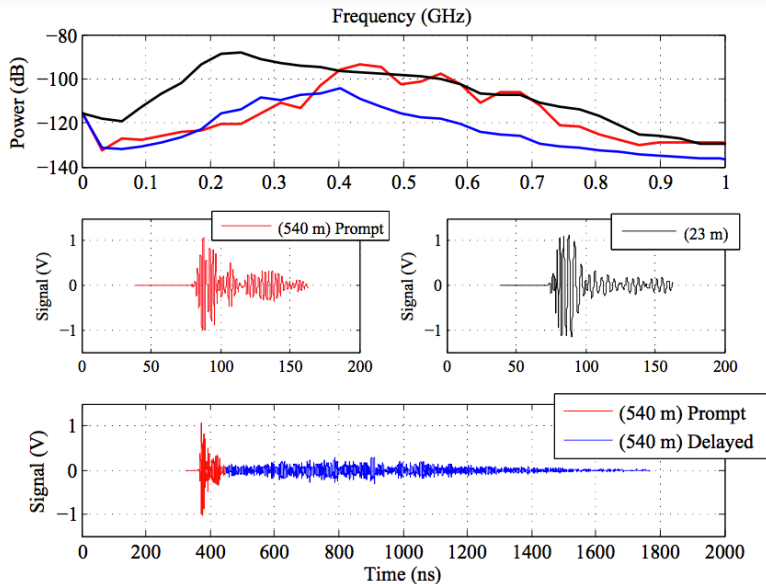 Frequency (GHz)
Power (dB)
−80
−100
−120
−140
0 0.1 0.2 0.3 0.4 0.5 0.6 0.7 0.8 0.9 1
(540 m) Prompt
Signal (V)
1
0
−1
0 50 100 150 200
(23 m)
Signal (V)
1
0
−1
0 50 100 150 200
(540 m) Prompt
(540 m) Delayed
Signal (V)
1
0
−1
0 200 400 600 800 1000 1200 1400 1600 1800 2000
Time (ns)